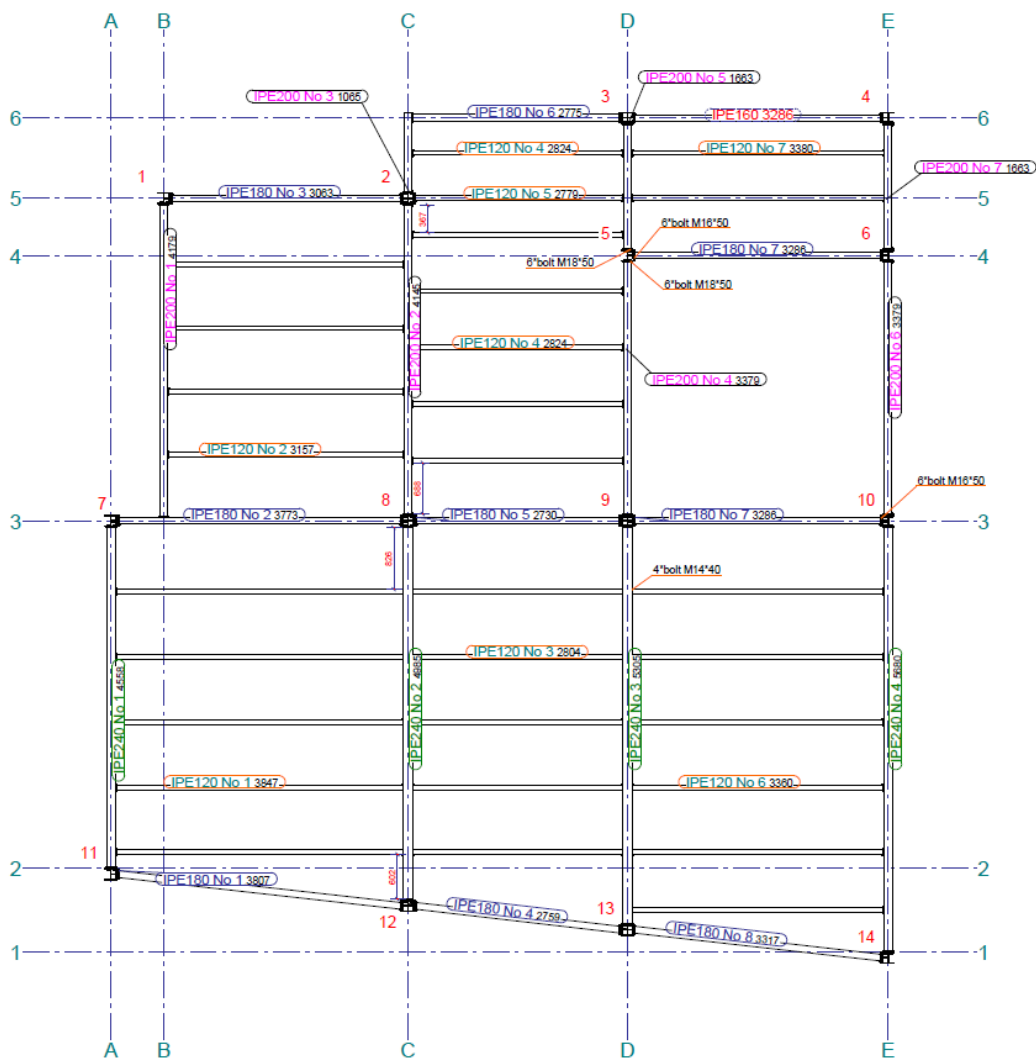 A B C D E
3 IPE200 No 5 1663
IPE200 No 3 1065 4
6 IPE180 No 6 2775 IPE160 3286 6
IPE120 No 4 2824 IPE120 No 7 3380
1 2 IPE200 No 7 1663
5 IPE180 No 3 3063 IPE120 No 5 2778 5
367 6*bolt M16*50
5 6
4 6*bolt M18*50 IPE180 No 7 3286 4
6*bolt M18*50
IPE200 No 1 4179
IPE200 No 2 4145
IPE200 No 6 3379
IPE120 No 4 2824
IPE200 No 4 3379
IPE120 No 2 3157
688 6*bolt M16*50
7 8 9 10
3 IPE180 No 2 3773 IPE180 No 5 2730 IPE180 No 7 3286 3
826 4*bolt M14*40
IPE120 No 3 2804
IPE240 No 1 4558
IPE240 No 2 4985
IPE240 No 3 5305
IPE240 No 4 5680
IPE120 No 1 3847 IPE120 No 6 3360
11
2 602 2
IPE180 No 1 3807
12 IPE180 No 4 2759 13
IPE180 No 8 3317 14
1 1
A B C D E